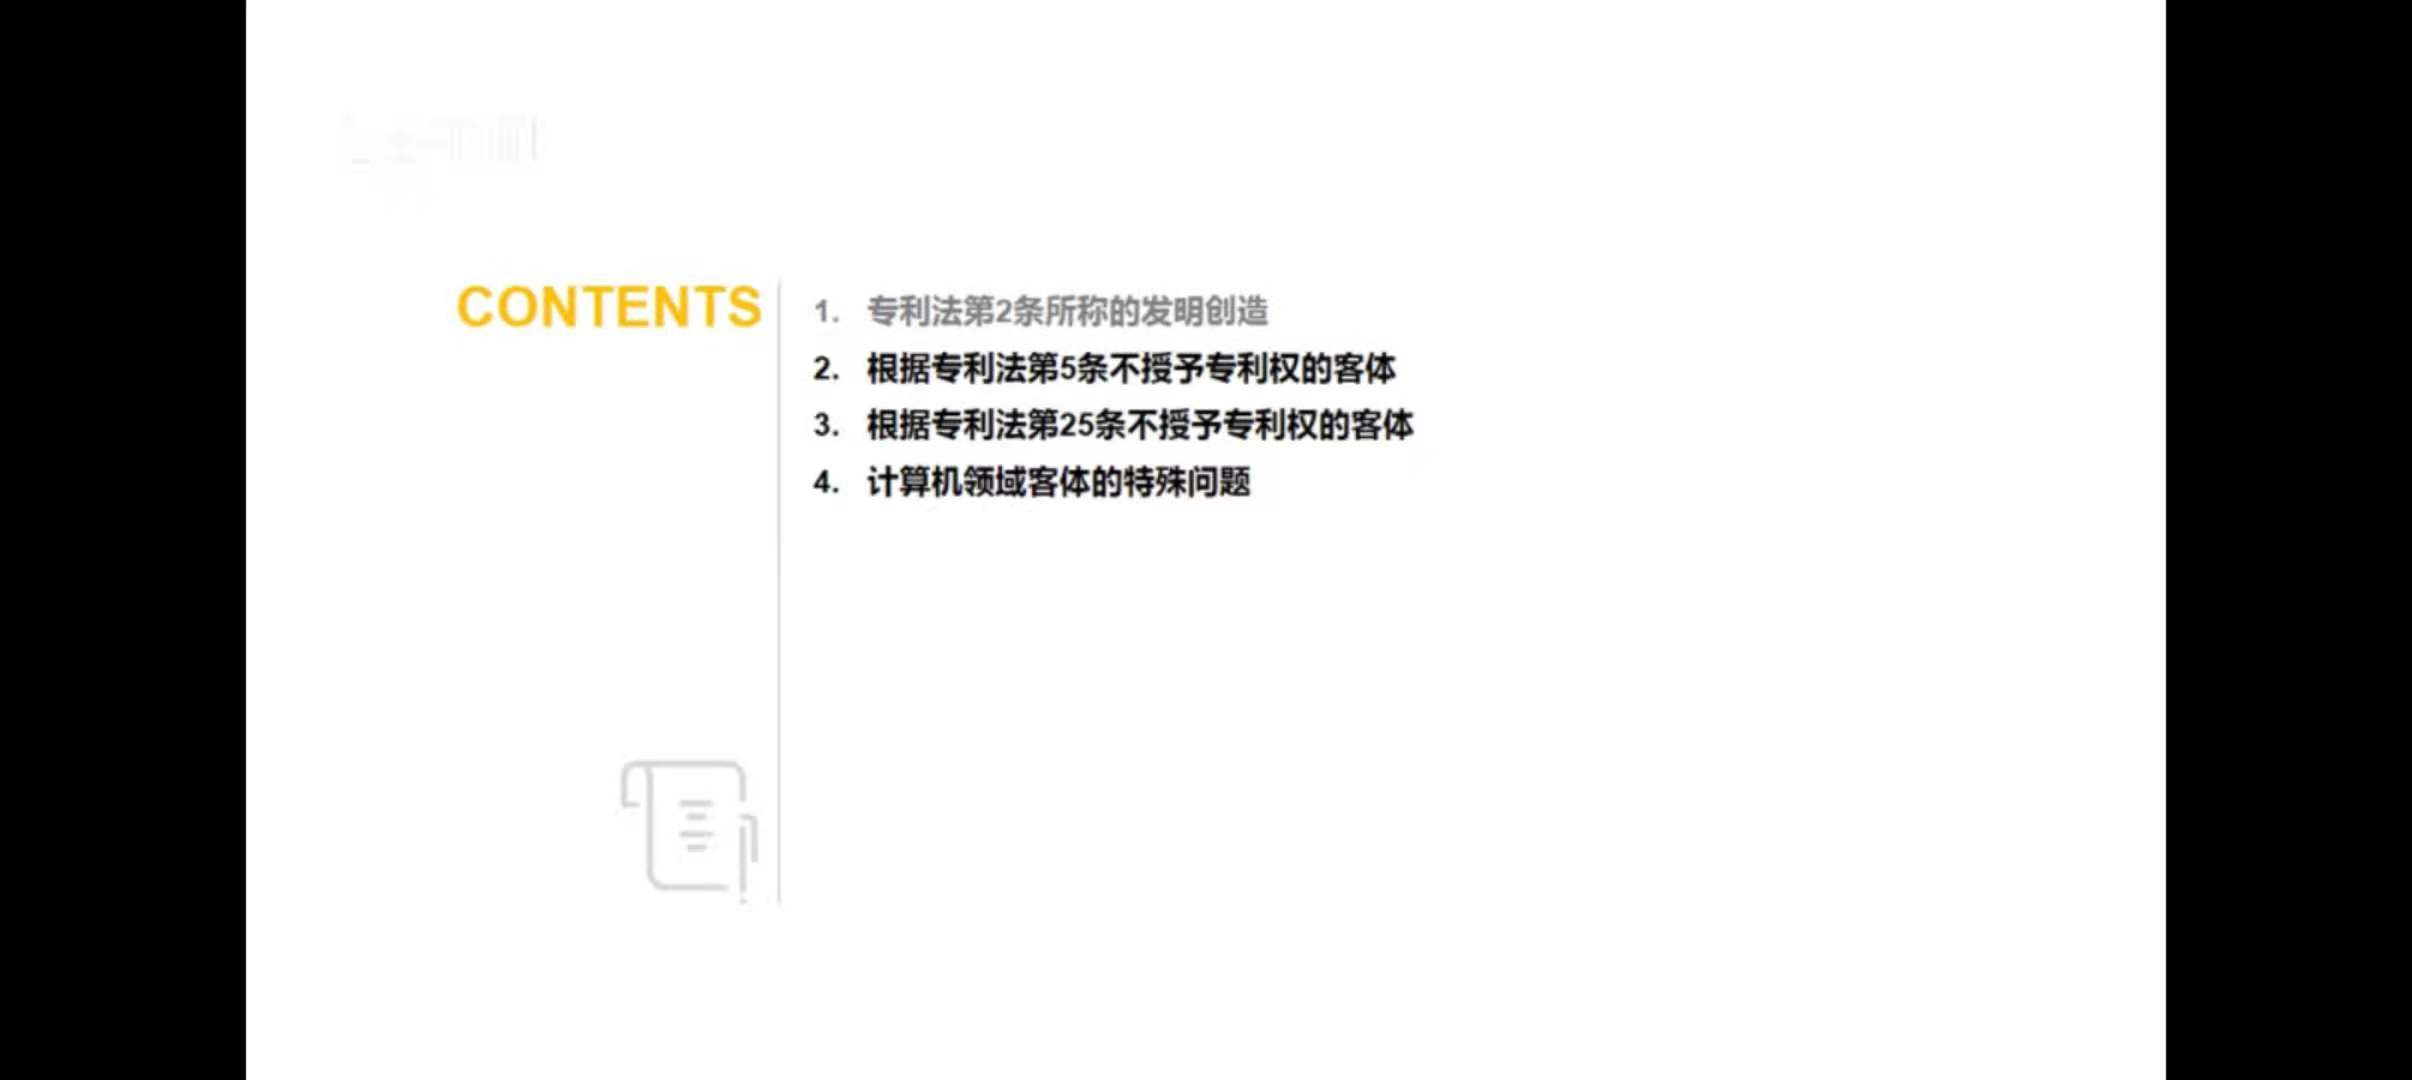 CONTENTS
1. 专利法第2条所称的发明创造
2. 根据专利法第5条不授予专利权的客体
3. 根据专利法第25条不授予专利权的客体
4. 计算机领域客体的特殊问题